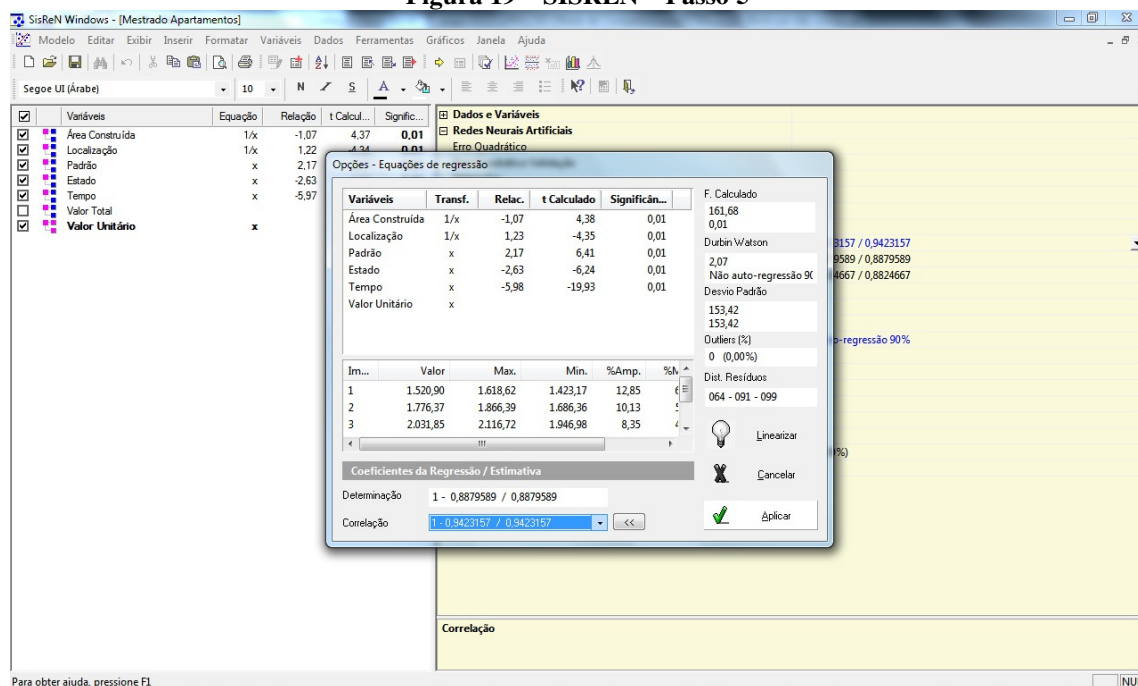 Figura 19 – SISREN – Passo 5
SisReN Windows - [Mestrado Apartamentos]
Modelo Editar Exibir Inserir Formatar Variáveis Dados Ferramentas Gráficos Janela Ajuda
Segoe UI (Árabe) 10 N S A
Variáveis Equação Relação t Calcul... Signific...
Área Construída 1/x -1,07 4,37 0,01
Localização 1/x 1,22 -4,34 0,01
Padrão x 2,17
Estado x -2,63
Tempo x -5,97
Valor Total
Valor Unitário x
Dados e Variáveis
Redes Neurais Artificiais
Erro Quadrático
3157 / 0,9423157
9589 / 0,8879589
4667 / 0,8824667
o-regressão 90%
%)
Opções - Equações de regressão
Variáveis Transf. Relac. t Calculado Significân...
Área Construída 1/x -1,07 4,38 0,01
Localização 1/x 1,23 -4,35 0,01
Padrão x 2,17 6,41 0,01
Estado x -2,63 -6,24 0,01
Tempo x -5,98 -19,93 0,01
Valor Unitário x
Im... Valor Max. Min. %Amp. %M
1 1.520,90 1.618,62 1.423,17 12,85
2 1.776,37 1.866,39 1.686,36 10,13
3 2.031,85 2.116,72 1.946,98 8,35
Coeficientes da Regressão / Estimativa
Determinação 1 - 0,8879589 / 0,8879589
Correlação 1 - 0,9423157 / 0,9423157 <<
F. Calculado
161,68
0,01
Durbin Watson
2,07
Não auto-regressão 9(
Desvio Padrão
153,42
153,42
Outliers (%)
0 (0,00%)
Dist. Resíduos
064 - 091 - 099
Linearizar
Cancelar
Aplicar
Correlação
Para obter ajuda, pressione F1
NU